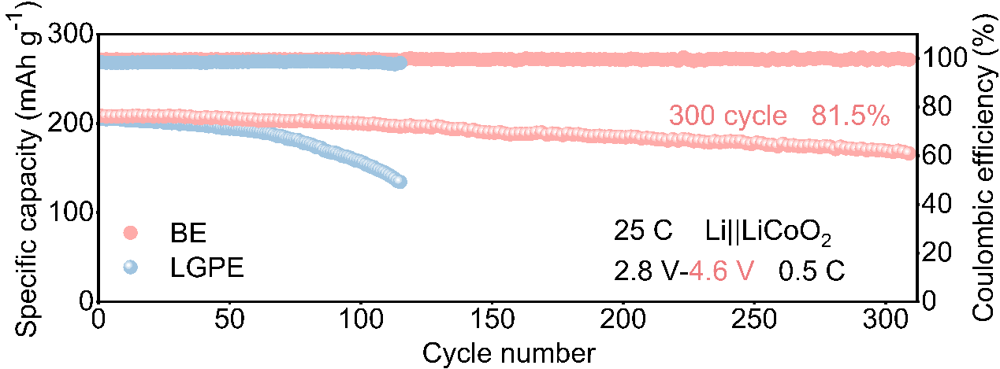 Specific capacity (mAh g⁻¹)
300
200
100
0
300 cycle 81.5%
BE
LGPE
25 C Li||LiCoO₂
2.8 V-4.6 V 0.5 C
0 50 100 150 200 250 300
Cycle number
100
80
60
40
20
0
Coulombic efficiency (%)